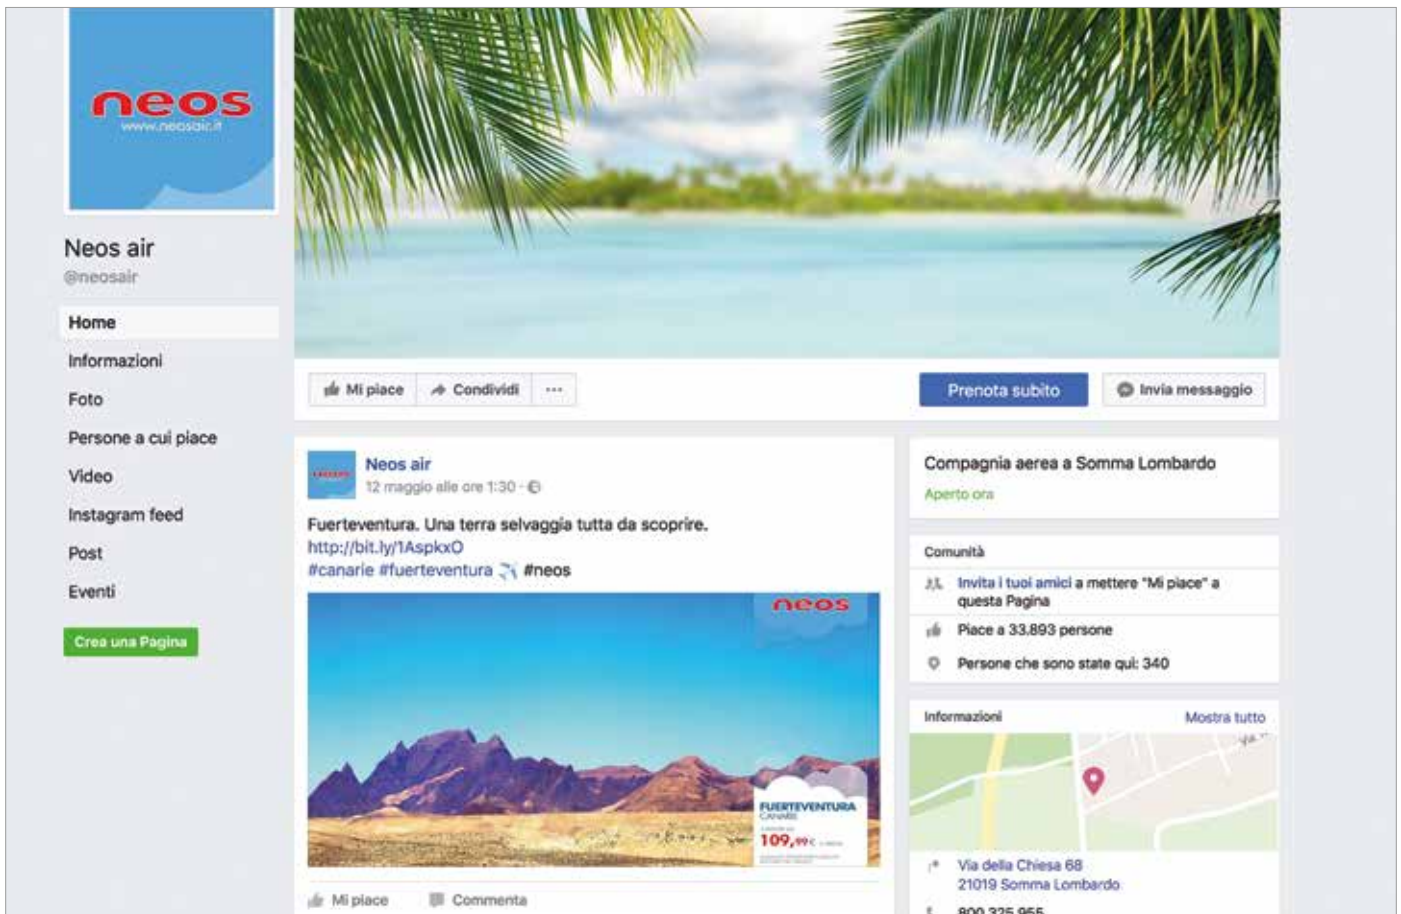 neos
www.neosair.it
Neos air
@neosair
Home
Informazioni
Foto
Persone a cui piace
Video
Instagram feed
Post
Eventi
Crea una Pagina
Mi piace
Condividi
...
Prenota subito
Invia messaggio
Neos air
12 maggio alle ore 1:30 ·
Fuerteventura. Una terra selvaggia tutta da scoprire.
http://bit.ly/1AspkxO
#canarie #fuerteventura #neos
neos
FUERTEVENTURA
CANARIE
109,99€
Mi piace
Commenta
Compagnia aerea a Somma Lombardo
Aperto ora
Comunità
Invita i tuoi amici a mettere "Mi piace" a
questa Pagina
Piace a 33.893 persone
Persone che sono state qui: 340
Informazioni
Mostra tutto
Via
Via della Chiesa 68
21019 Somma Lombardo
800 325 955